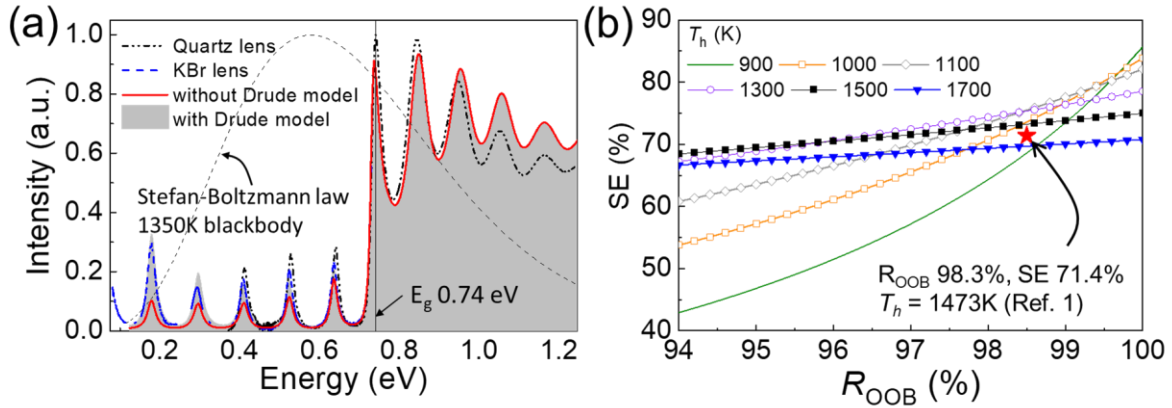 (a)
Intensity (a.u.)
1.0
0.8
0.6
0.4
0.2
0.0
Quartz lens
KBr lens
without Drude model
with Drude model
Stefan-Boltzmann law
1350K blackbody
E_g 0.74 eV
0.2 0.4 0.6 0.8 1.0 1.2
Energy (eV)
(b)
SE (%)
90
80
70
60
50
40
T_h (K)
900 1000 1100
1300 1500 1700
R_OOB 98.3%, SE 71.4%
T_h = 1473K (Ref. 1)
94 95 96 97 98 99 100
R_OOB (%)